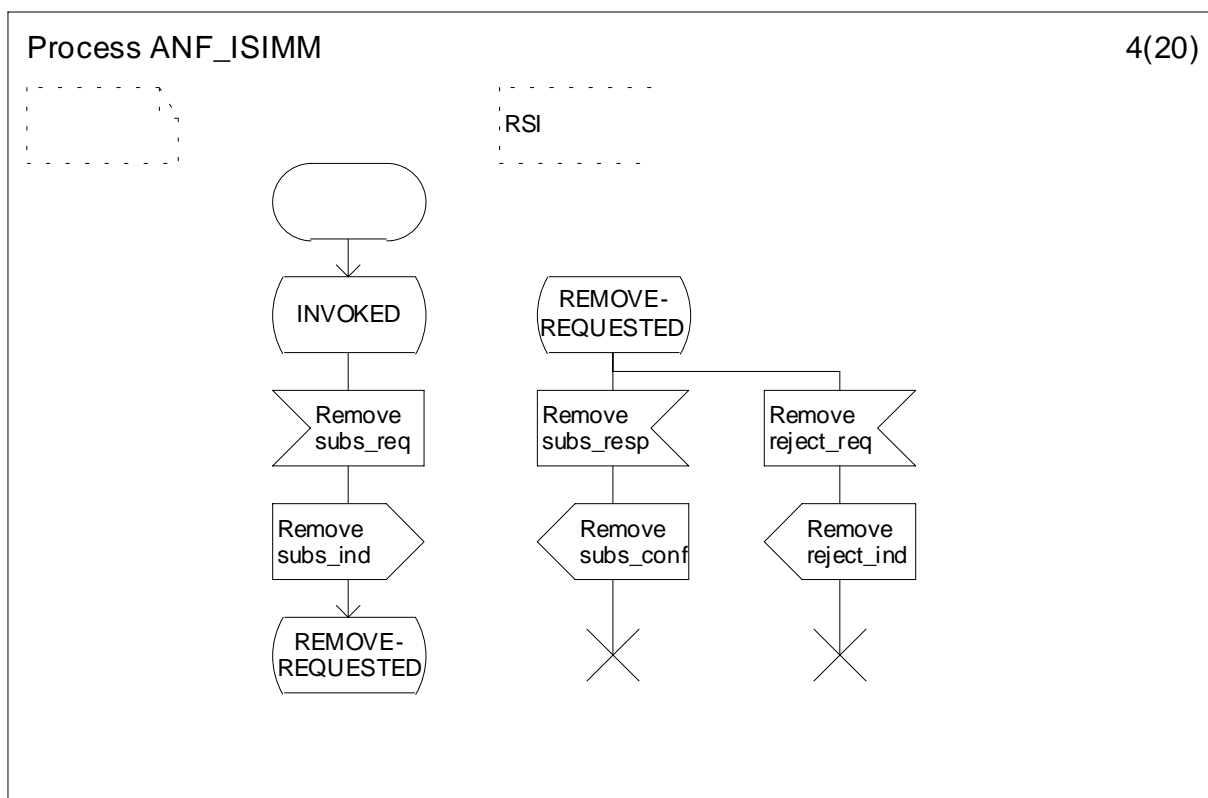 Process ANF_ISIMM
4(20)
RSI
INVOKED
REMOVE-
REQUESTED
Remove
subs_req
Remove
subs_resp
Remove
reject_req
Remove
subs_ind
Remove
subs_conf
Remove
reject_ind
REMOVE-
REQUESTED